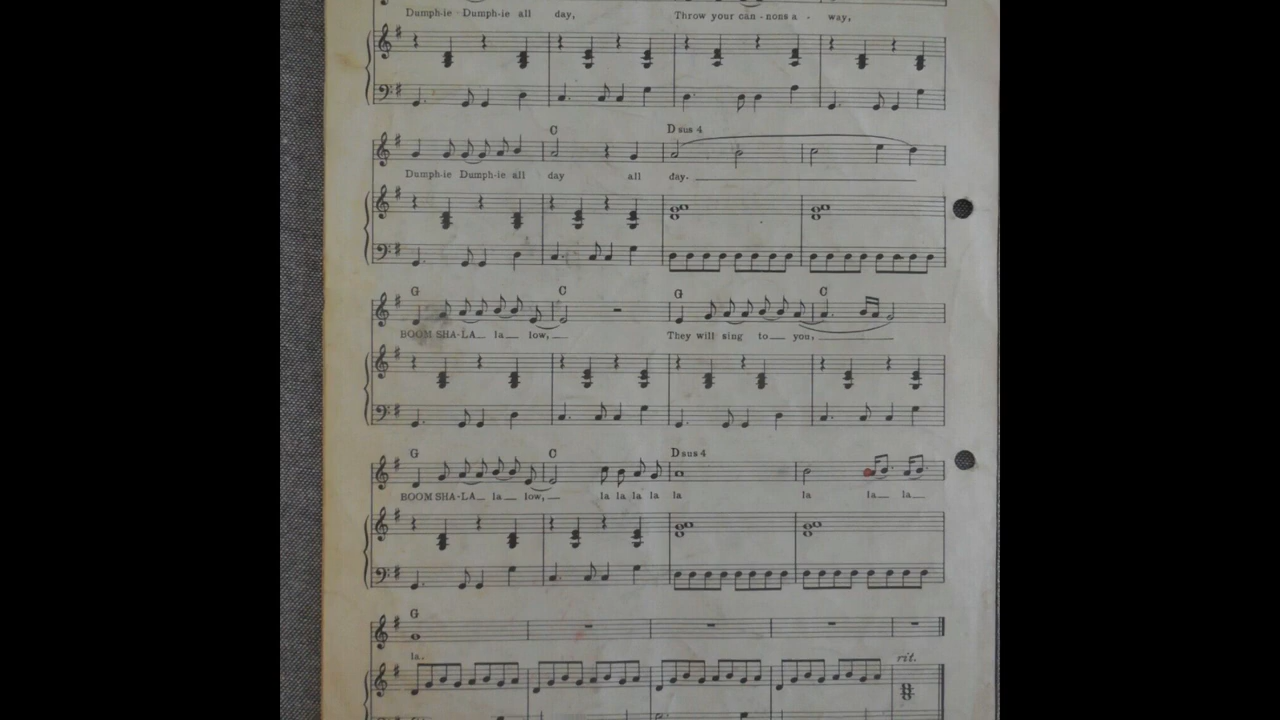 Dumph-ie Dumph-ie all day, Throw your can - nons a - way,
C Dsus 4
Dumph-ie Dumph-ie all day all day.
G C G C
BOOM SHA-LA la low, They will sing to you,
G C Dsus4
BOOM SHA-LA la low, la la la la la la la la
G
la. rit.